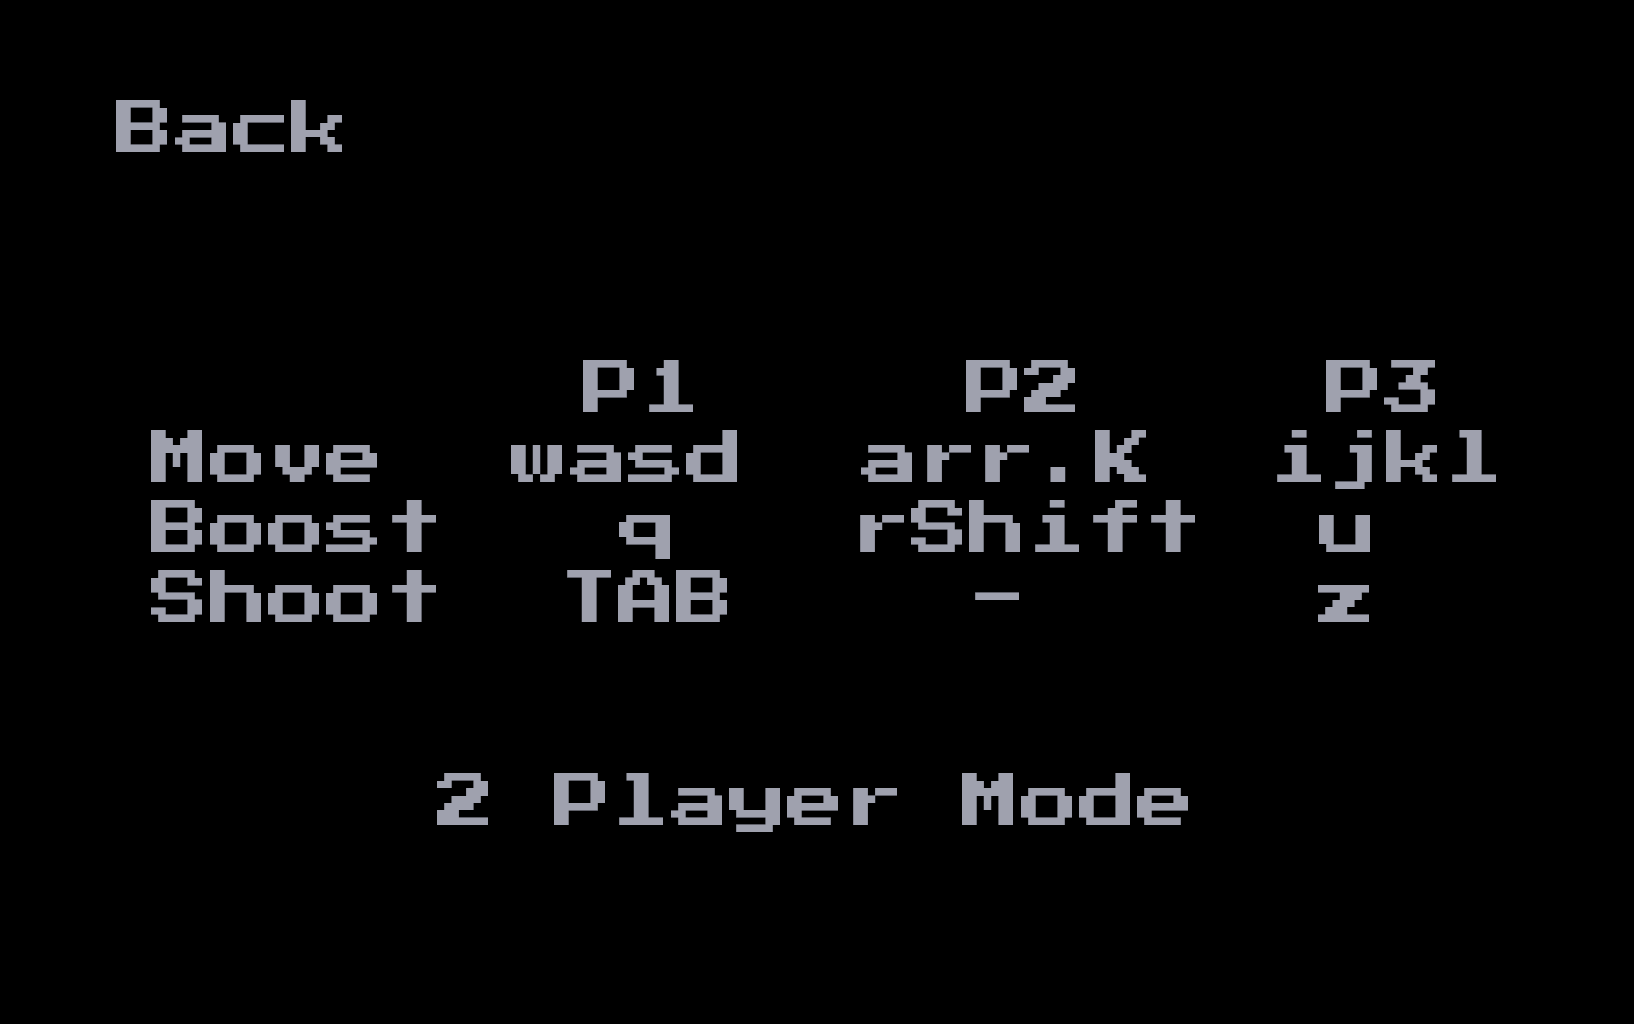 Back
P1 P2 P3
Move wasd arr.K ijkl
Boost q rShift u
Shoot TAB - z
2 Player Mode